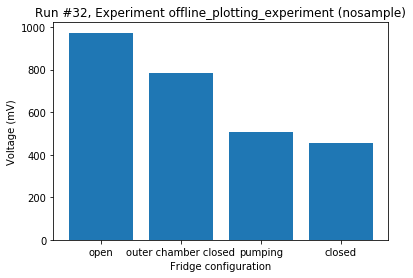 Run #32, Experiment offline_plotting_experiment (nosample)
1000
800
600
400
200
0
Voltage (mV)
open outer chamber closed pumping closed
Fridge configuration